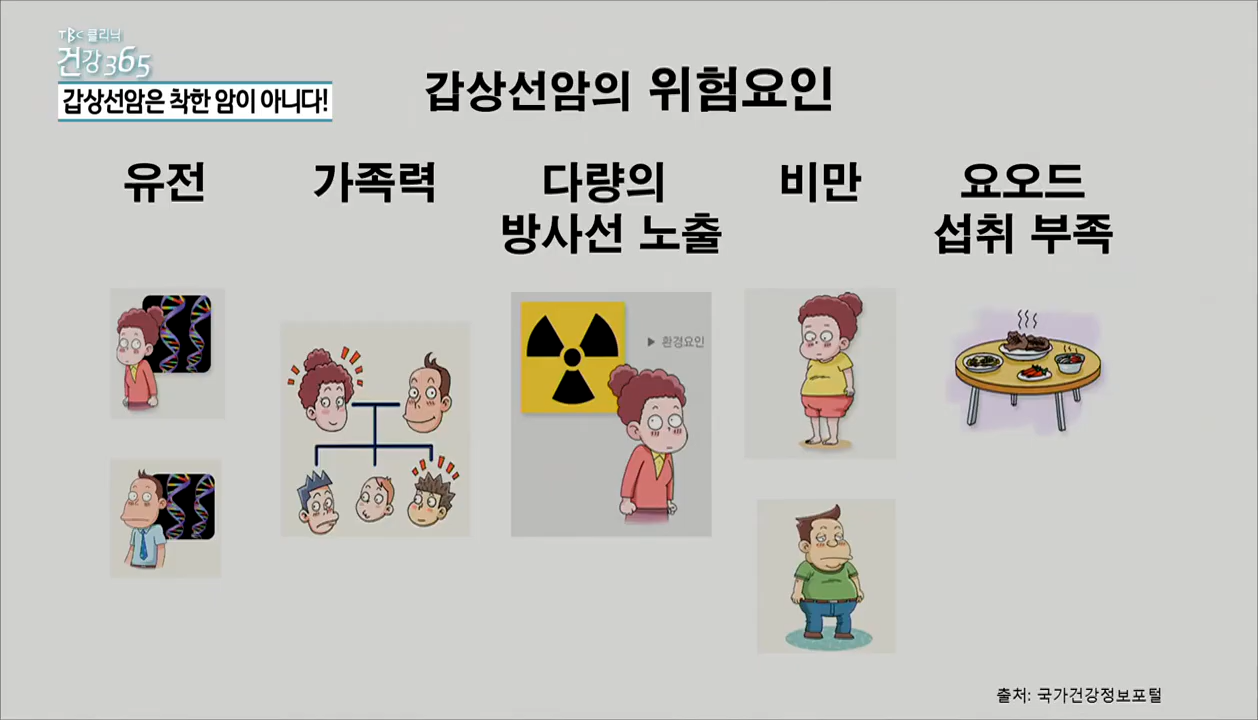 TBC 클리닉
건강 365
갑상선암은 착한 암이 아니다!
갑상선암의 위험요인
유전
가족력
다량의
방사선 노출
비만
요오드
섭취 부족
▶ 환경요인
출처: 국가건강정보포털